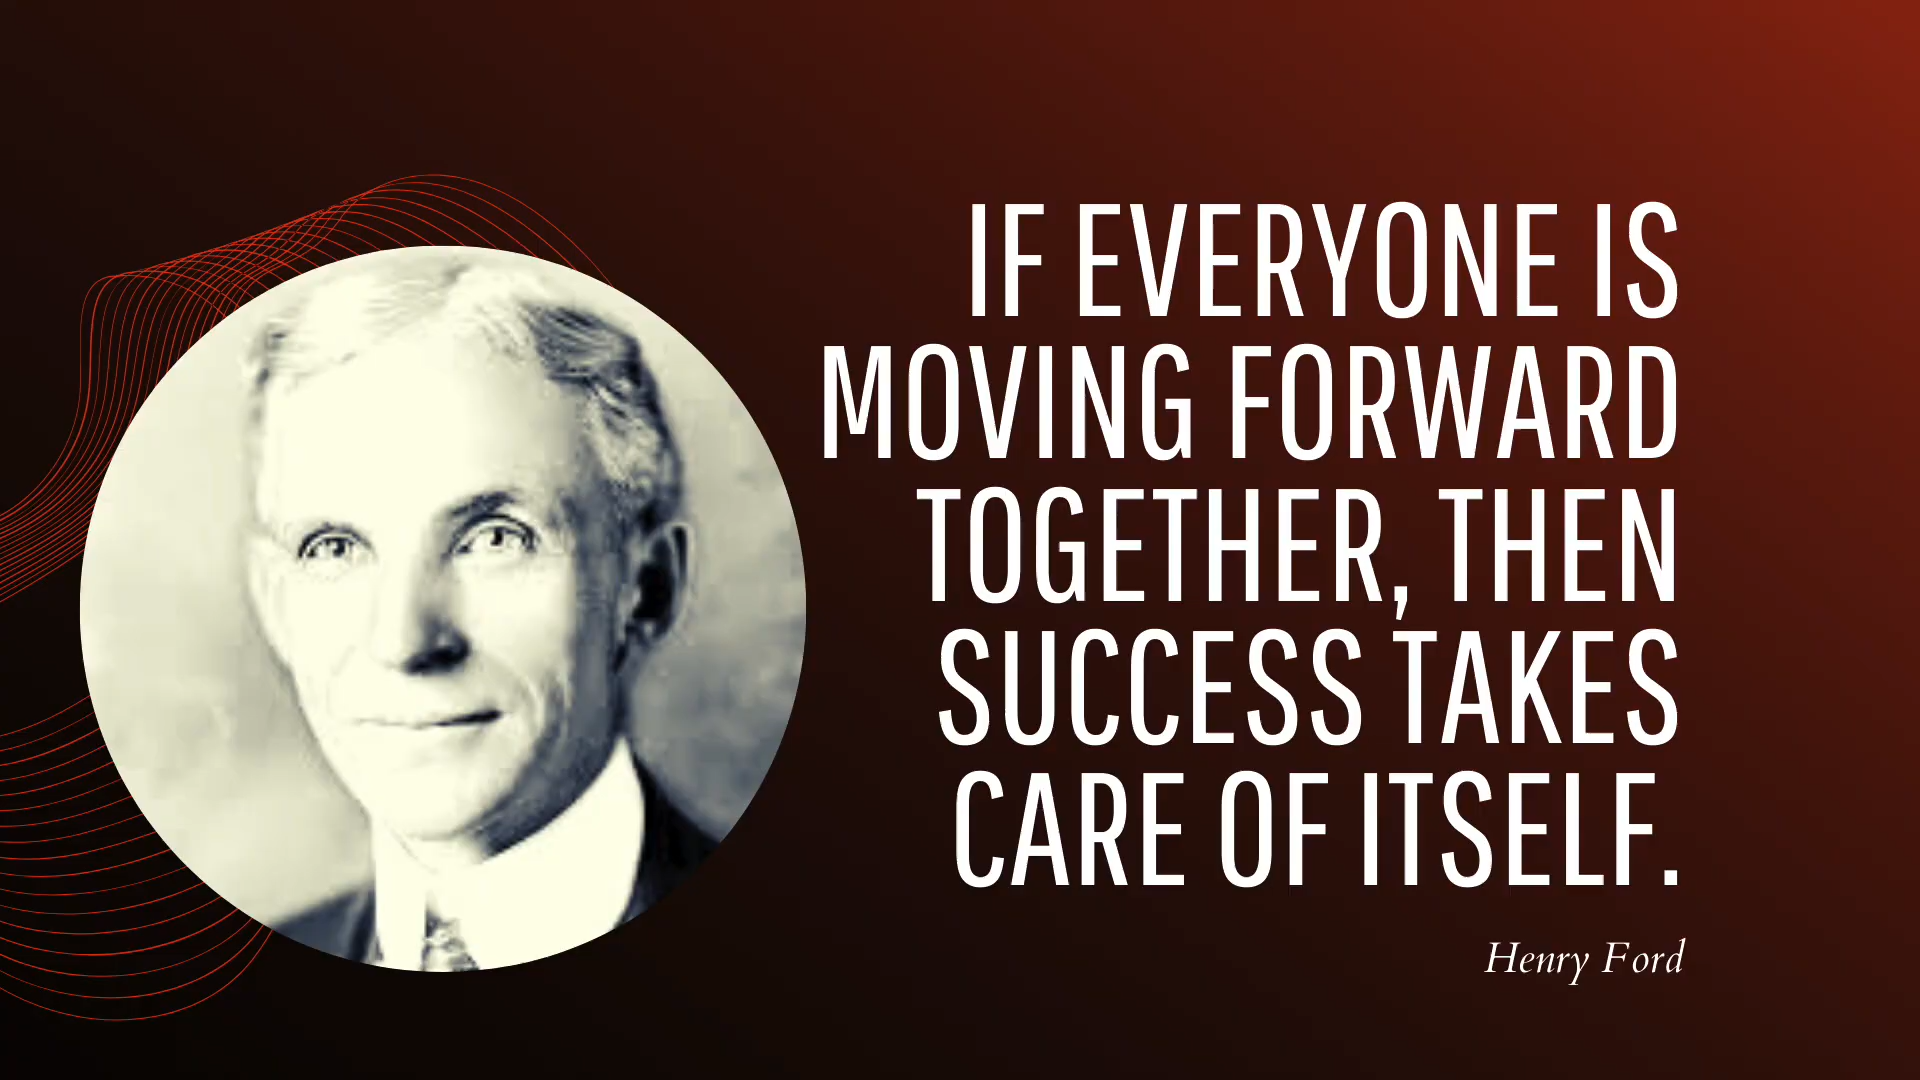 IF EVERYONE IS
MOVING FORWARD
TOGETHER, THEN
SUCCESS TAKES
CARE OF ITSELF.
Henry Ford